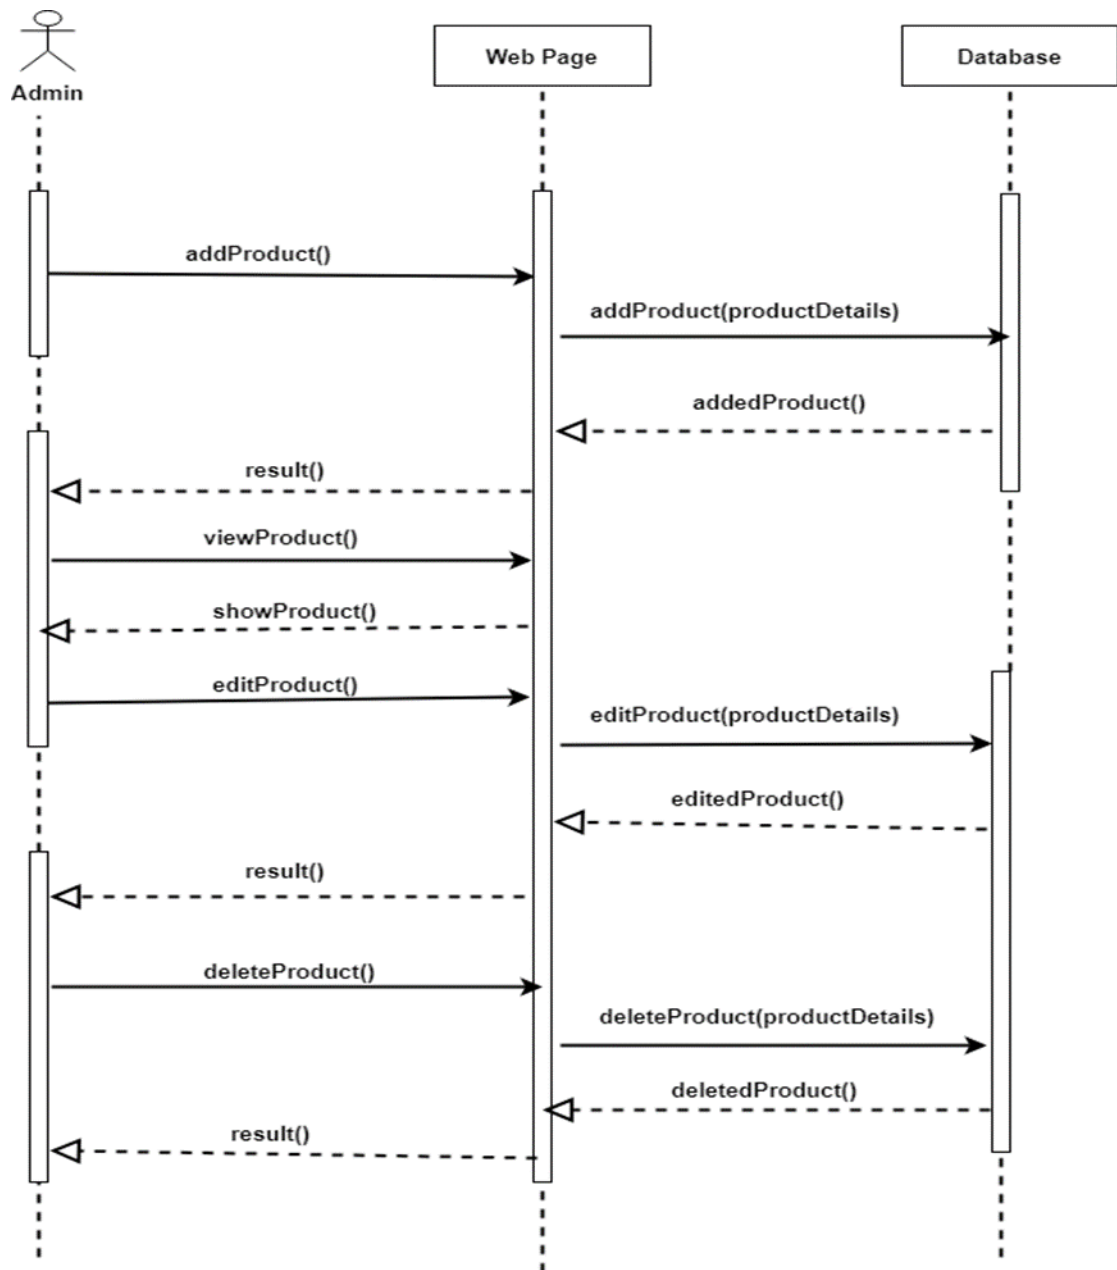 Admin
Web Page
Database
addProduct()
addProduct(productDetails)
addedProduct()
result()
viewProduct()
showProduct()
editProduct()
editProduct(productDetails)
editedProduct()
result()
deleteProduct()
deleteProduct(productDetails)
deletedProduct()
result()